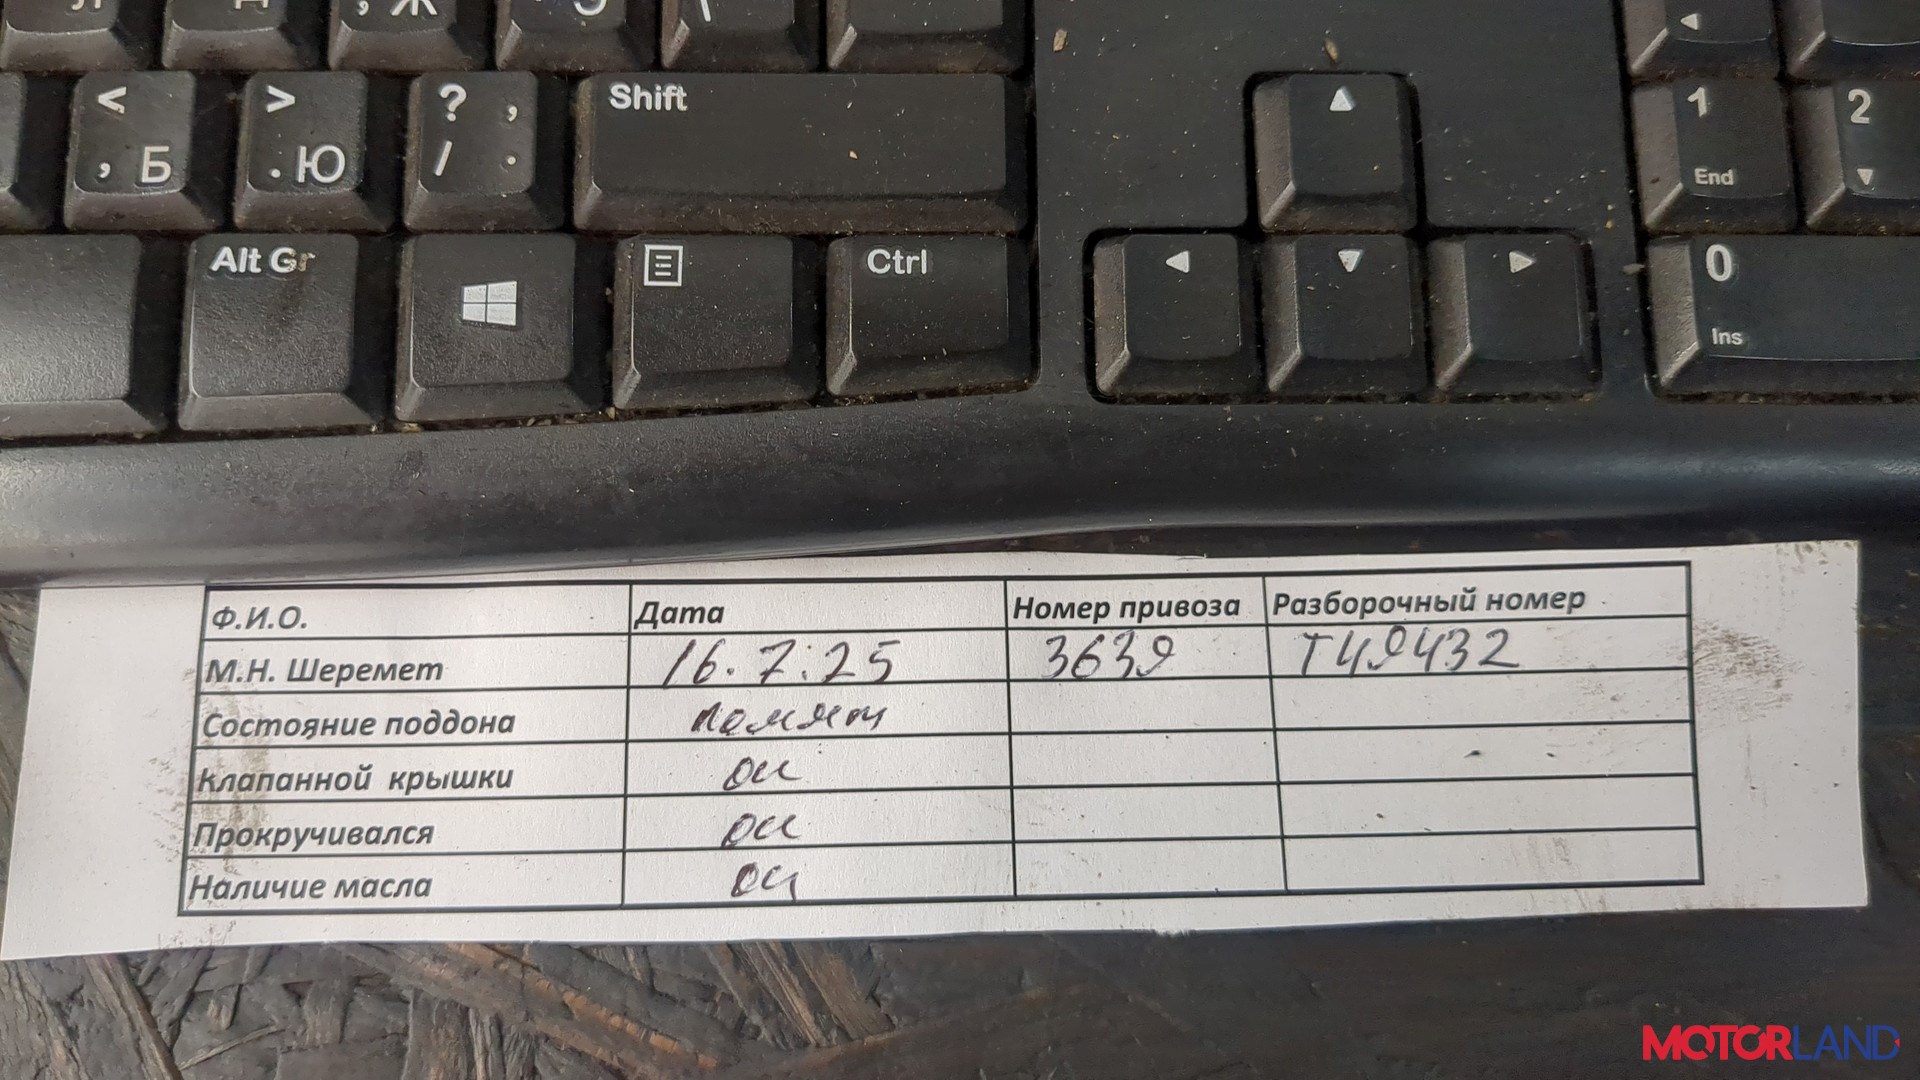 < > ? , Shift
, Б . Ю / .
1 2
End
Alt Gr Ctrl 0
Ins
Ф.И.О. Дата Номер привоза Разборочный номер
М.Н. Шеремет 16.7.25 3639 Т49432
Состояние поддона помят
Клапанной крышки ок
Прокручивался ок
Наличие масла ок
MOTORLAND